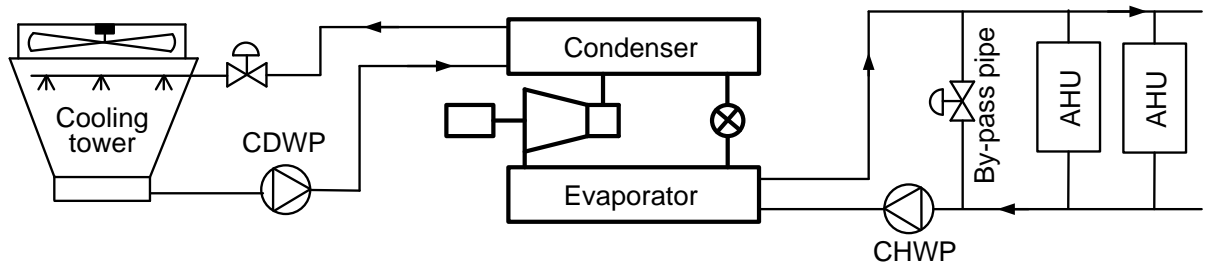 Condenser
Cooling
tower
CDWP
By-pass pipe
AHU
AHU
Evaporator
CHWP